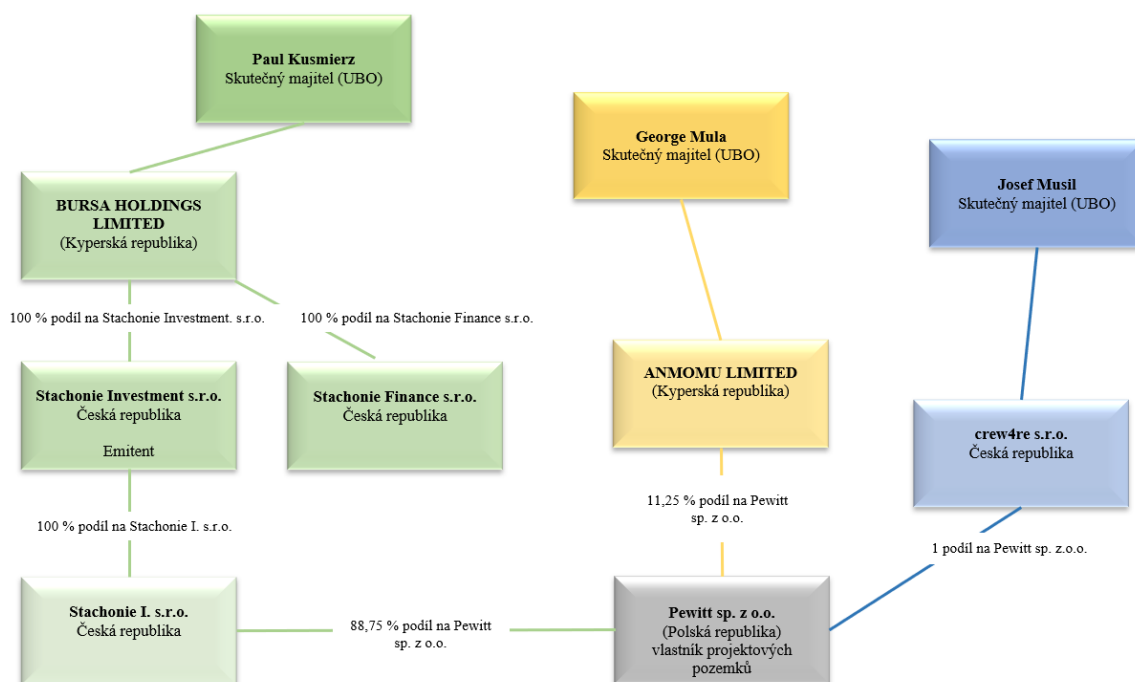 Paul Kusmierz
Skutečný majitel (UBO)
George Mula
Skutečný majitel (UBO)
Josef Musil
Skutečný majitel (UBO)
BURSA HOLDINGS
LIMITED
(Kyperská republika)
100 % podíl na Stachonie Investment. s.r.o.
100 % podíl na Stachonie Finance s.r.o.
Stachonie Investment s.r.o.
Česká republika
Emitent
Stachonie Finance s.r.o.
Česká republika
ANMOMU LIMITED
(Kyperská republika)
crew4re s.r.o.
Česká republika
100 % podíl na Stachonie I. s.r.o.
11,25 % podíl na Pewitt
sp. z o.o.
1 podíl na Pewitt sp. z.o.o.
Stachonie I. s.r.o.
Česká republika
88,75 % podíl na Pewitt
sp. z o.o.
Pewitt sp. z o.o.
(Polská republika)
vlastník projektových
pozemků